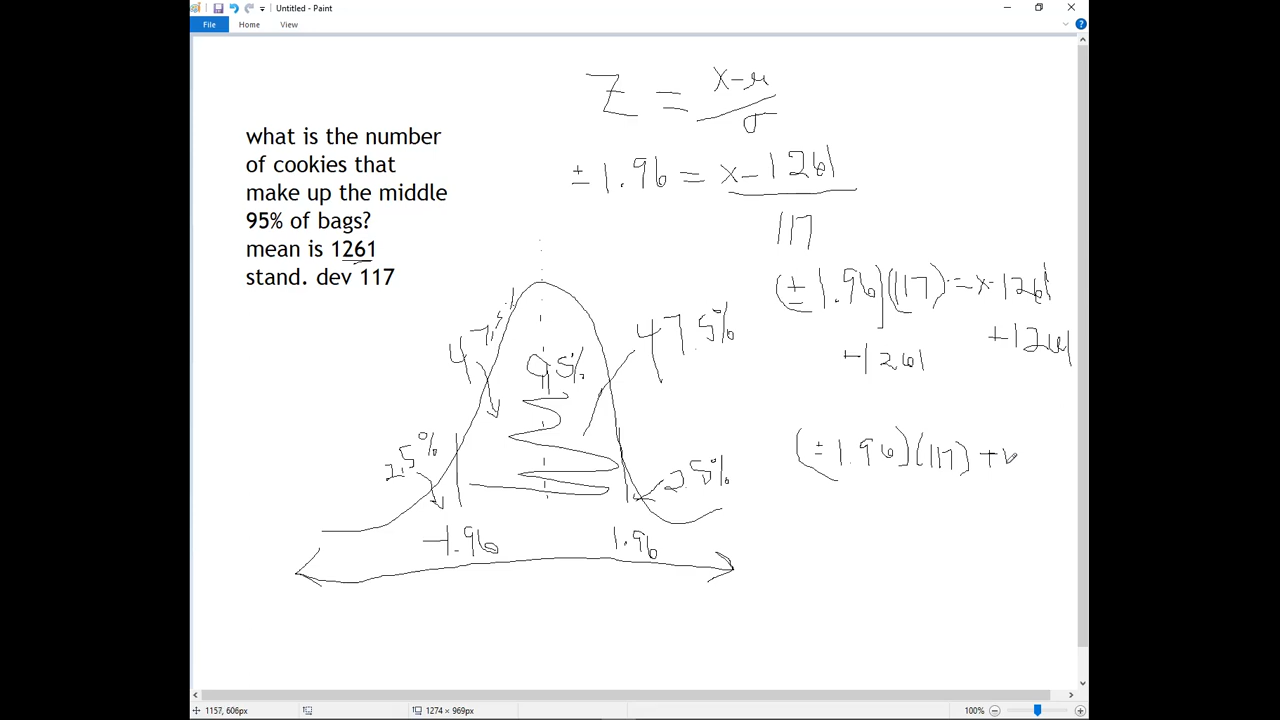 Untitled - Paint
File Home View
what is the number
of cookies that
make up the middle
95% of bags?
mean is 1261
stand. dev 117
Z = x-μ
σ
± 1.96 = x - 1261
117
(± 1.96)(117) = x - 1261
+1261 +1261
(± 1.96)(117) +
47.5% 47.5%
95%
2.5% 2.5%
-1.96 1.96
1157, 606px 1274 × 969px 100%